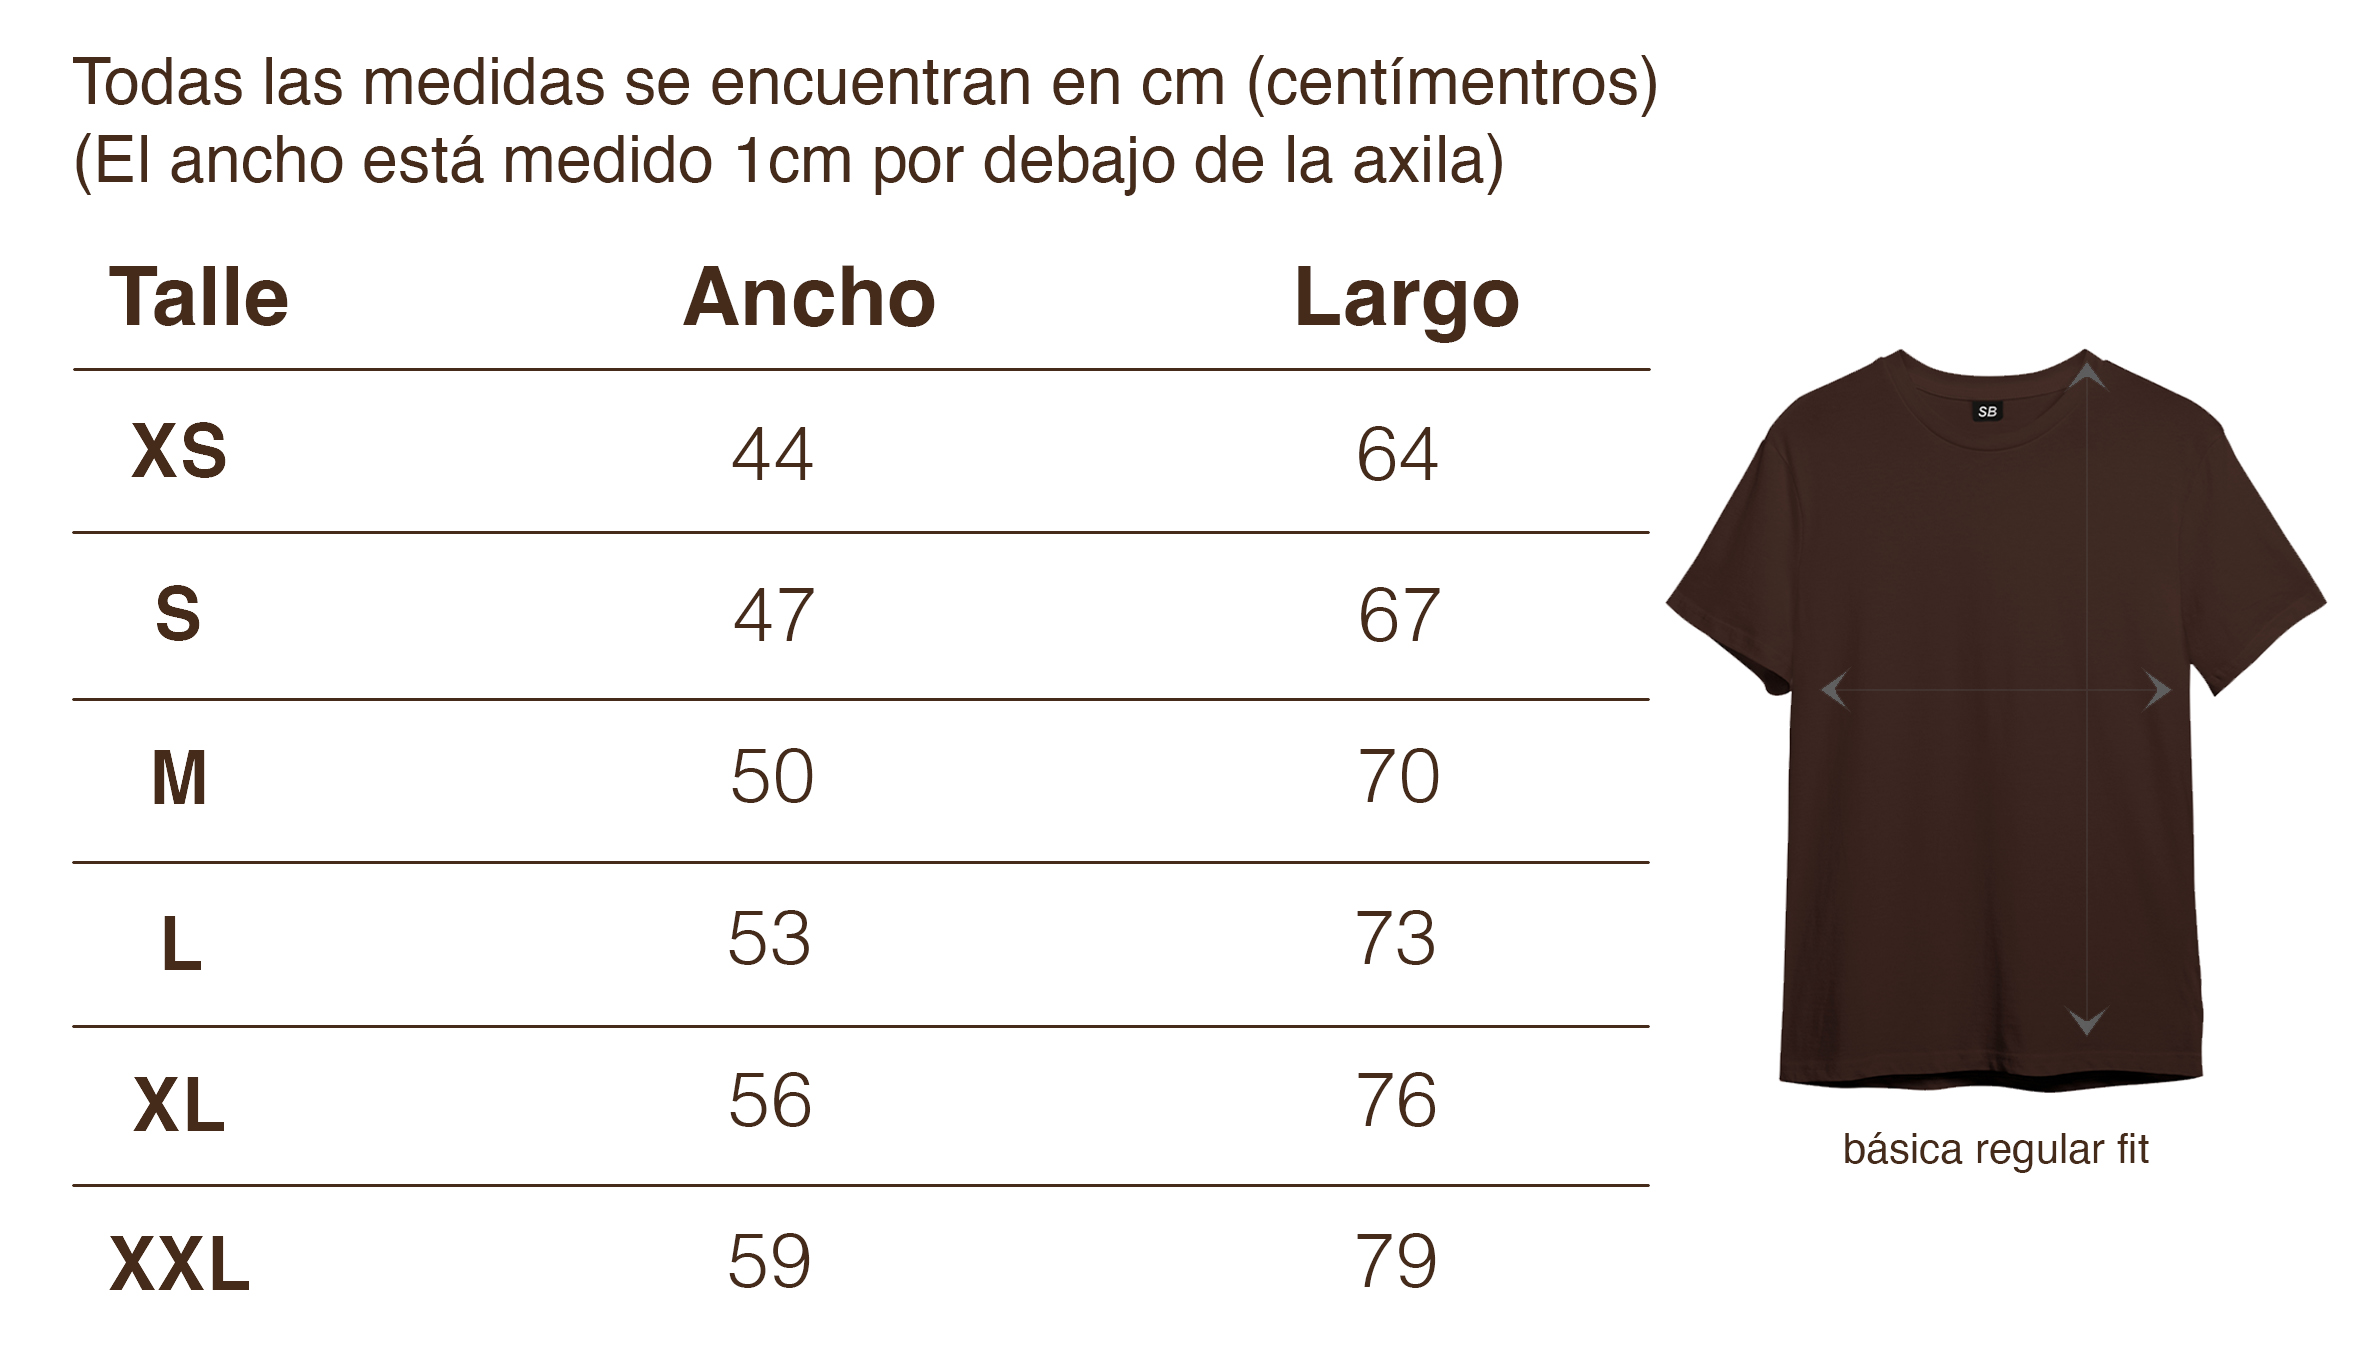 Todas las medidas se encuentran en cm (centímentros)
(El ancho está medido 1cm por debajo de la axila)
Talle Ancho Largo
XS 44 64
S 47 67
M 50 70
L 53 73
XL 56 76
XXL 59 79
SB
básica regular fit